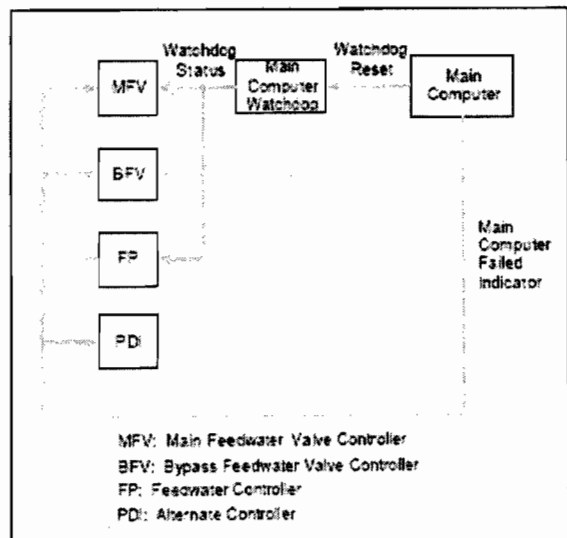 Watchdog
Status
Watchdog
Reset
MFV
Main
Computer
Watchdog
Main
Computer
BFV
FP
Main
Computer
Failed
Indicator
PDI
MFV: Main Feedwater Valve Controller
BFV: Bypass Feedwater Valve Controller
FP: Feedwater Controller
PDI: Alternate Controller